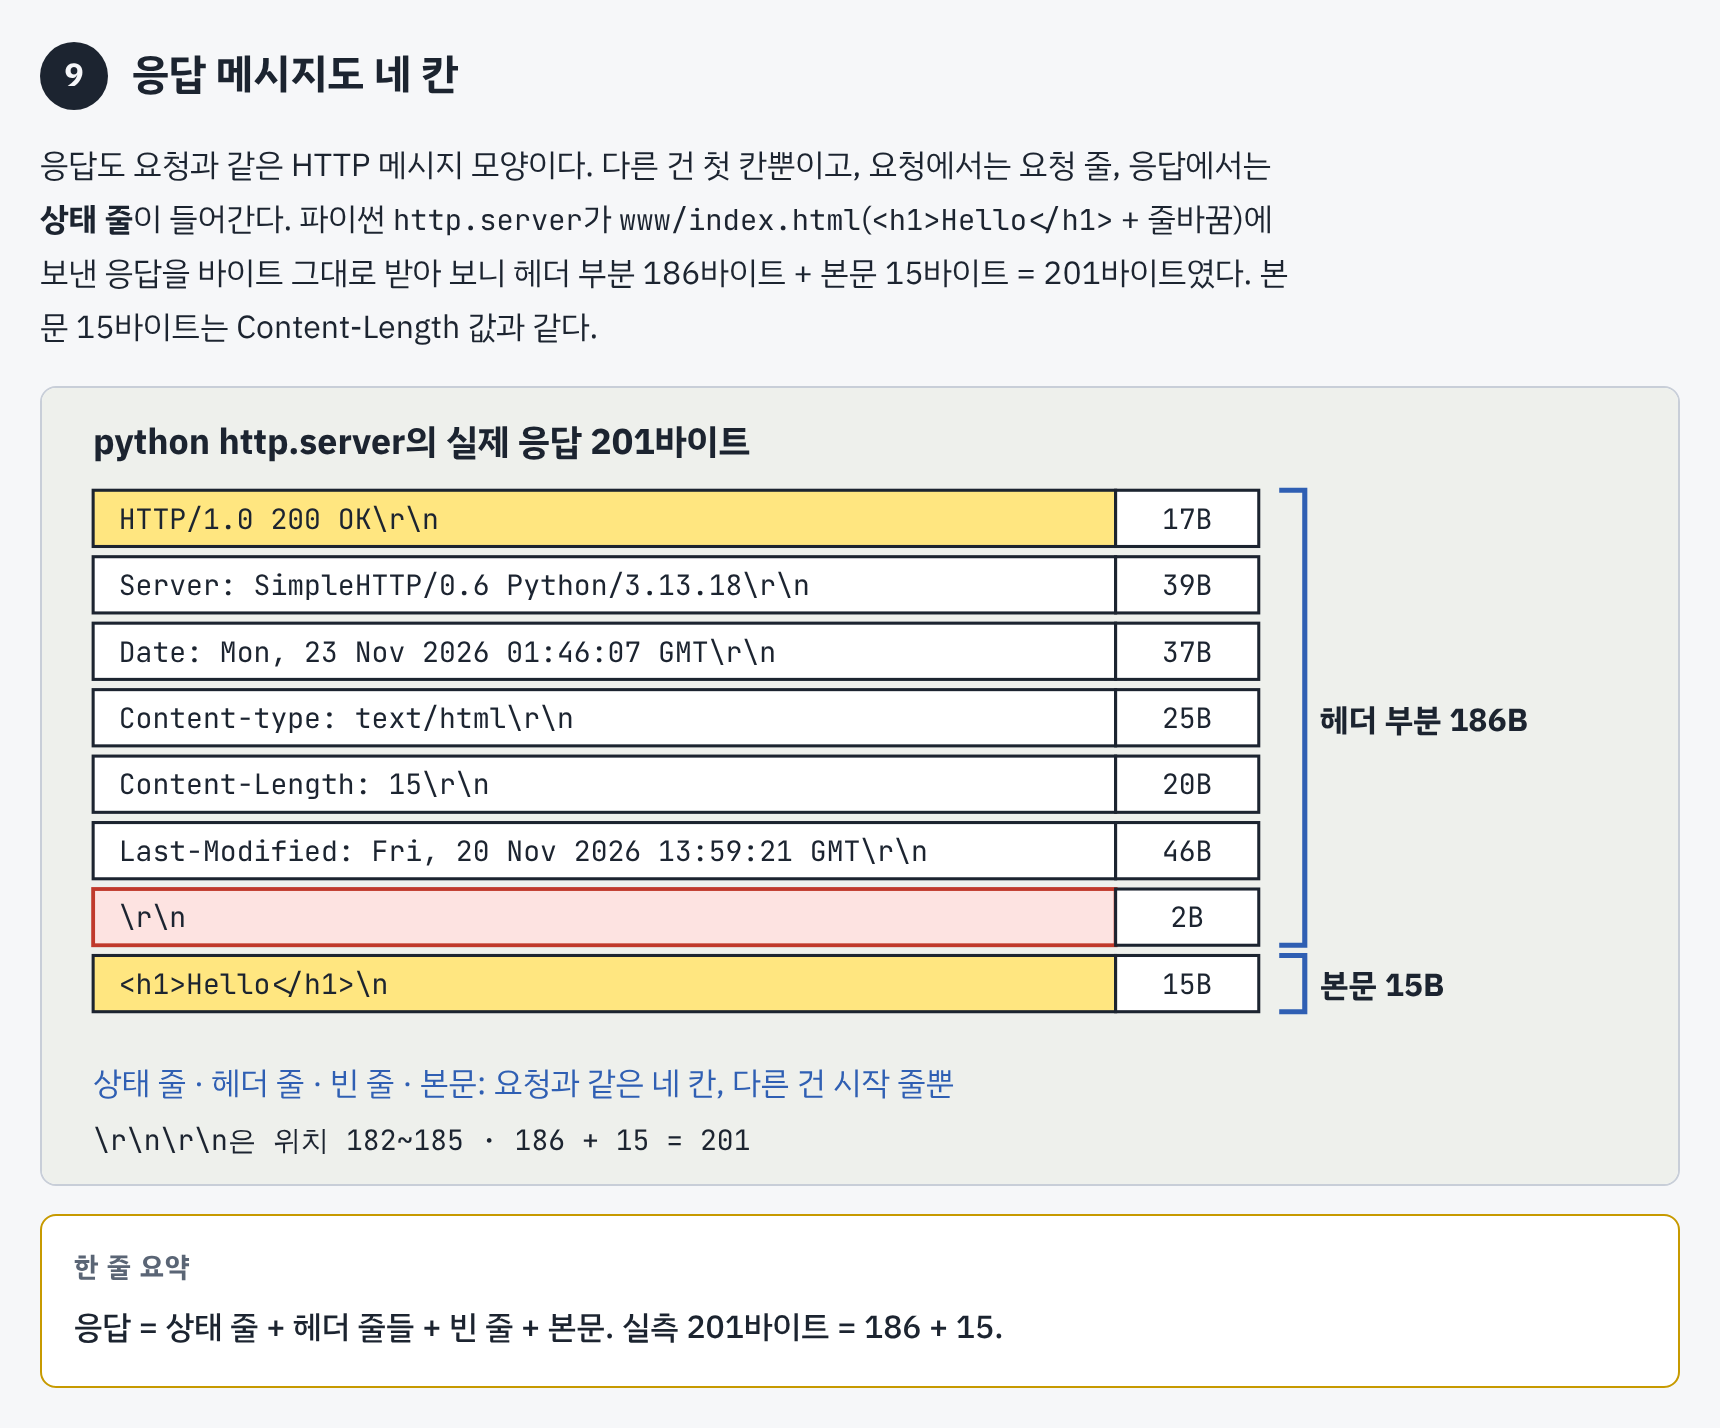 9 응답 메시지도 네 칸
응답도 요청과 같은 HTTP 메시지 모양이다. 다른 건 첫 칸뿐이고, 요청에서는 요청 줄, 응답에서는
상태 줄이 들어간다. 파이썬 http.server가 www/index.html(<h1>Hello</h1> + 줄바꿈)에
보낸 응답을 바이트 그대로 받아 보니 헤더 부분 186바이트 + 본문 15바이트 = 201바이트였다. 본
문 15바이트는 Content-Length 값과 같다.
python http.server의 실제 응답 201바이트
HTTP/1.0 200 OK\r\n 17B
Server: SimpleHTTP/0.6 Python/3.13.18\r\n 39B
Date: Mon, 23 Nov 2026 01:46:07 GMT\r\n 37B
Content-type: text/html\r\n 25B
헤더 부분 186B
Content-Length: 15\r\n 20B
Last-Modified: Fri, 20 Nov 2026 13:59:21 GMT\r\n 46B
\r\n 2B
<h1>Hello</h1>\n 15B
본문 15B
상태 줄 · 헤더 줄 · 빈 줄 · 본문: 요청과 같은 네 칸, 다른 건 시작 줄뿐
\r\n\r\n은 위치 182~185 · 186 + 15 = 201
한 줄 요약
응답 = 상태 줄 + 헤더 줄들 + 빈 줄 + 본문. 실측 201바이트 = 186 + 15.